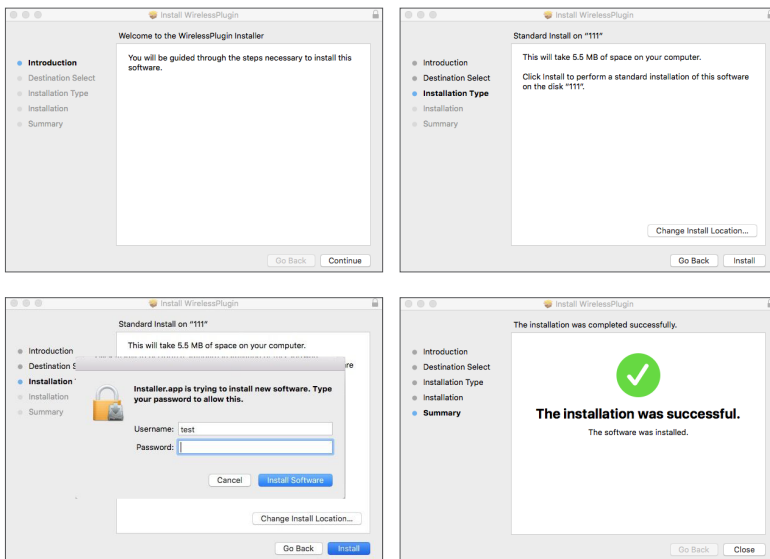 Install WirelessPlugin
Welcome to the WirelessPlugin Installer
Introduction
Destination Select
Installation Type
Installation
Summary
You will be guided through the steps necessary to install this
software.
Go Back
Continue
Install WirelessPlugin
Standard Install on "111"
Introduction
Destination Select
Installation Type
Installation
Summary
This will take 5.5 MB of space on your computer.
Click Install to perform a standard installation of this software
on the disk "111".
Change Install Location...
Go Back
Install
Install WirelessPlugin
Standard Install on "111"
Introduction
Destination S
Installation
Installation
Summary
This will take 5.5 MB of space on your computer.
Installer.app is trying to install new software. Type
your password to allow this.
Username: test
Password:
Cancel
Install Software
Change Install Location...
Go Back
Install
Install WirelessPlugin
The installation was completed successfully.
Introduction
Destination Select
Installation Type
Installation
Summary
The installation was successful.
The software was installed.
Go Back
Close